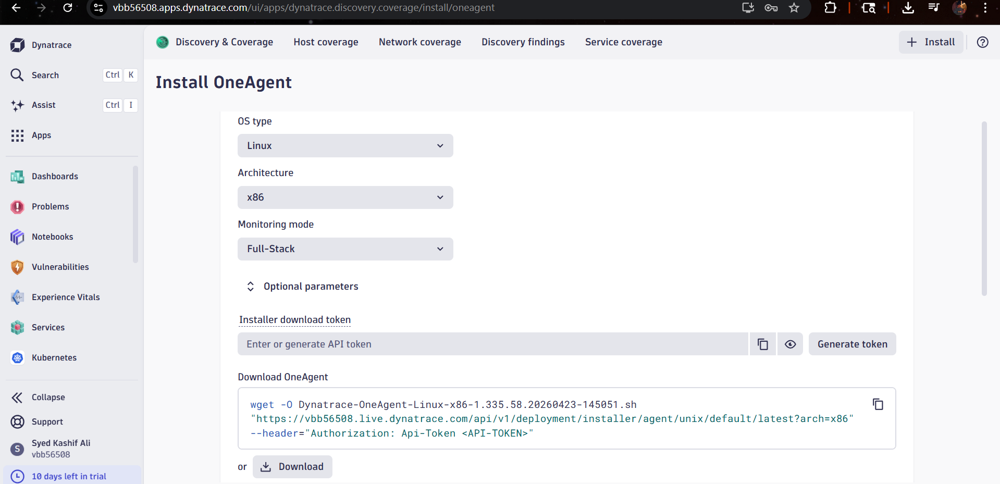 vbb56508.apps.dynatrace.com/ui/apps/dynatrace.discovery.coverage/install/oneagent
Dynatrace
Search Ctrl K
Assist Ctrl I
Apps
Dashboards
Problems
Notebooks
Vulnerabilities
Experience Vitals
Services
Kubernetes
Collapse
Support
S Syed Kashif Ali
vbb56508
10 days left in trial
Discovery & Coverage Host coverage Network coverage Discovery findings Service coverage Install
Install OneAgent
OS type
Linux
Architecture
x86
Monitoring mode
Full-Stack
Optional parameters
Installer download token
Enter or generate API token Generate token
Download OneAgent
wget -O Dynatrace-OneAgent-Linux-x86-1.335.58.20260423-145051.sh
"https://vbb56508.live.dynatrace.com/api/v1/deployment/installer/agent/unix/default/latest?arch=x86"
--header="Authorization: Api-Token <API-TOKEN>"
or Download